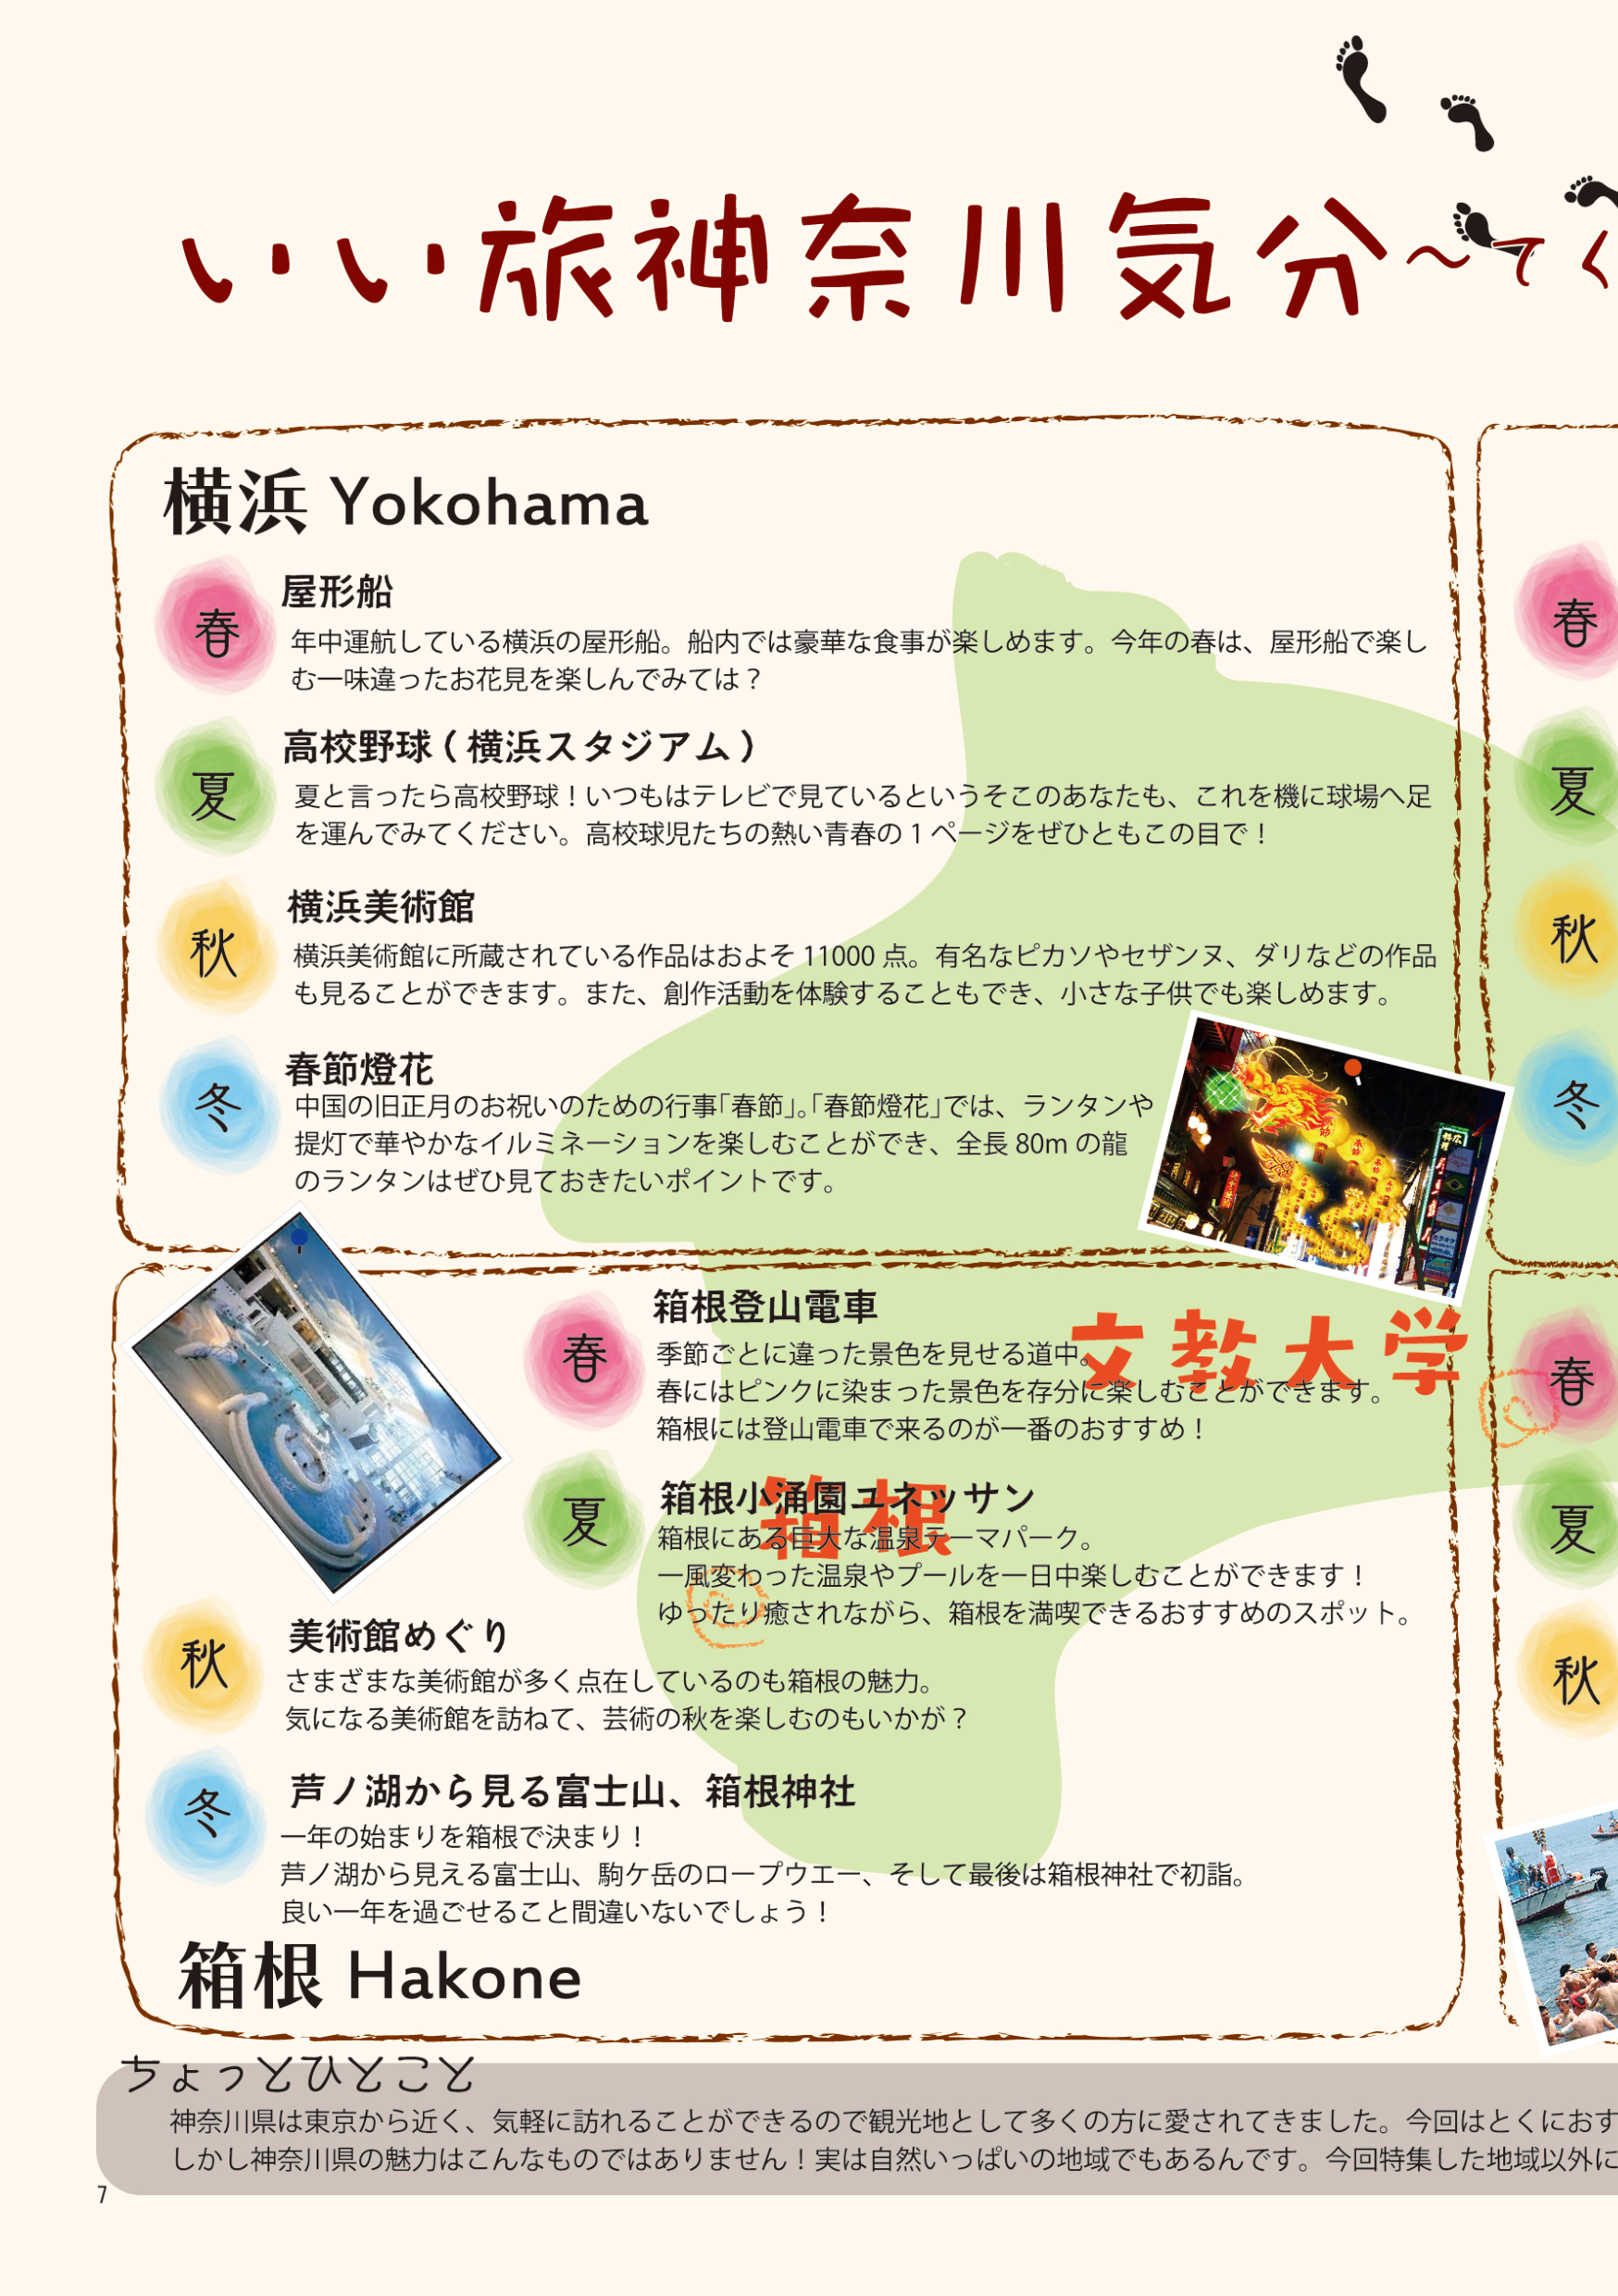 いい旅神奈川気分～てく
横浜 Yokohama
春
屋形船
年中運航している横浜の屋形船。船内では豪華な食事が楽しめます。今年の春は、屋形船で楽し
む一味違ったお花見を楽しんでみては？
夏
高校野球 ( 横浜スタジアム )
夏と言ったら高校野球！いつもはテレビで見ているというそこのあなたも、これを機に球場へ足
を運んでみてください。高校球児たちの熱い青春の 1 ページをぜひともこの目で！
秋
横浜美術館
横浜美術館に所蔵されている作品はおよそ 11000 点。有名なピカソやセザンヌ、ダリなどの作品
も見ることができます。また、創作活動を体験することもでき、小さな子供でも楽しめます。
冬
春節燈花
中国の旧正月のお祝いのための行事「春節」。「春節燈花」では、ランタンや
提灯で華やかなイルミネーションを楽しむことができ、全長 80m の龍
のランタンはぜひ見ておきたいポイントです。
春
箱根登山電車
季節ごとに違った景色を見せる道中。
春にはピンクに染まった景色を存分に楽しむことができます。
箱根には登山電車で来るのが一番のおすすめ！
文教大学
夏
箱根小涌園ユネッサン
箱根にある巨大な温泉テーマパーク。
一風変わった温泉やプールを一日中楽しむことができます！
ゆったり癒されながら、箱根を満喫できるおすすめのスポット。
箱根
秋
美術館めぐり
さまざまな美術館が多く点在しているのも箱根の魅力。
気になる美術館を訪ねて、芸術の秋を楽しむのもいかが？
冬
芦ノ湖から見る富士山、箱根神社
一年の始まりを箱根で決まり！
芦ノ湖から見える富士山、駒ケ岳のロープウエー、そして最後は箱根神社で初詣。
良い一年を過ごせること間違いないでしょう！
箱根 Hakone
春
夏
秋
冬
春
夏
秋
ちょっとひとこと
神奈川県は東京から近く、気軽に訪れることができるので観光地として多くの方に愛されてきました。今回はとくにおす
しかし神奈川県の魅力はこんなものではありません！実は自然いっぱいの地域でもあるんです。今回特集した地域以外に
7